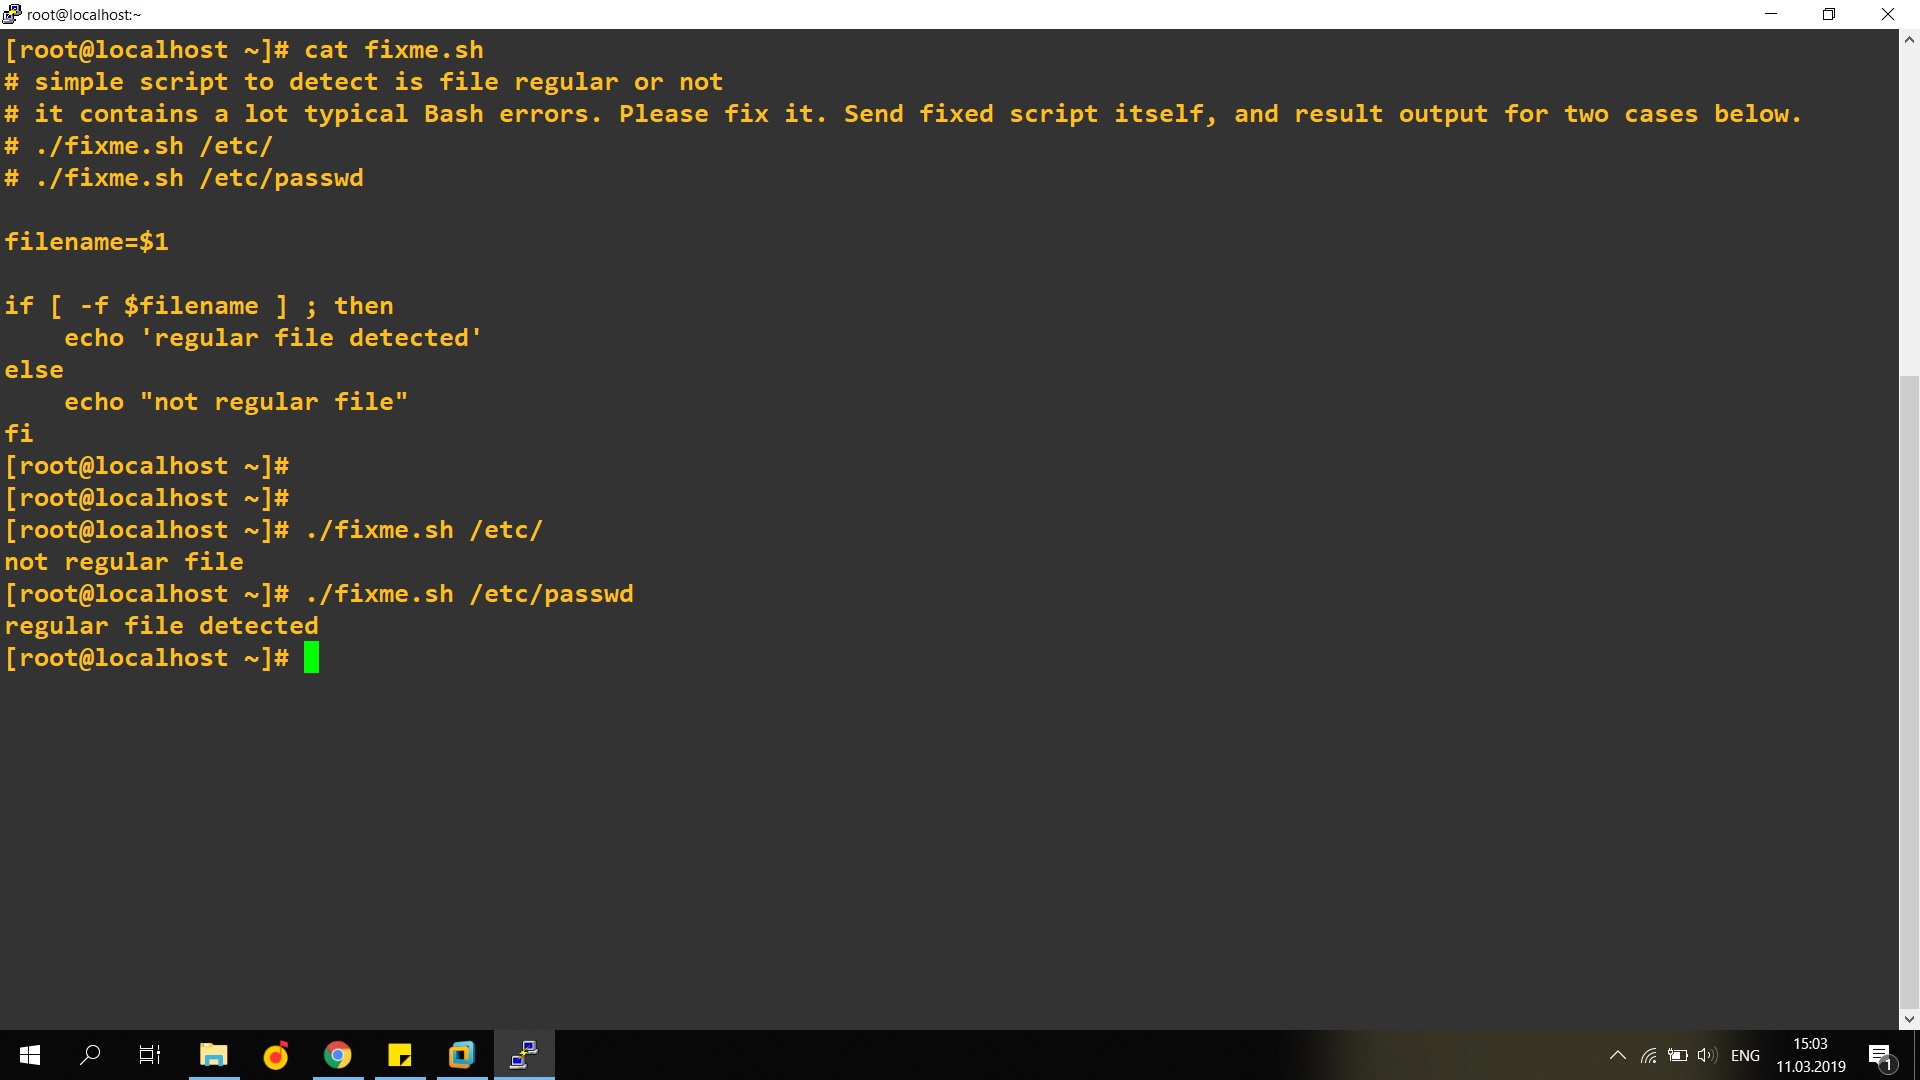 root@localhost:~
[root@localhost ~]# cat fixme.sh
# simple script to detect is file regular or not
# it contains a lot typical Bash errors. Please fix it. Send fixed script itself, and result output for two cases below.
# ./fixme.sh /etc/
# ./fixme.sh /etc/passwd
filename=$1
if [ -f $filename ] ; then
    echo 'regular file detected'
else
    echo "not regular file"
fi
[root@localhost ~]#
[root@localhost ~]#
[root@localhost ~]# ./fixme.sh /etc/
not regular file
[root@localhost ~]# ./fixme.sh /etc/passwd
regular file detected
[root@localhost ~]#
ENG
15:03
11.03.2019
1